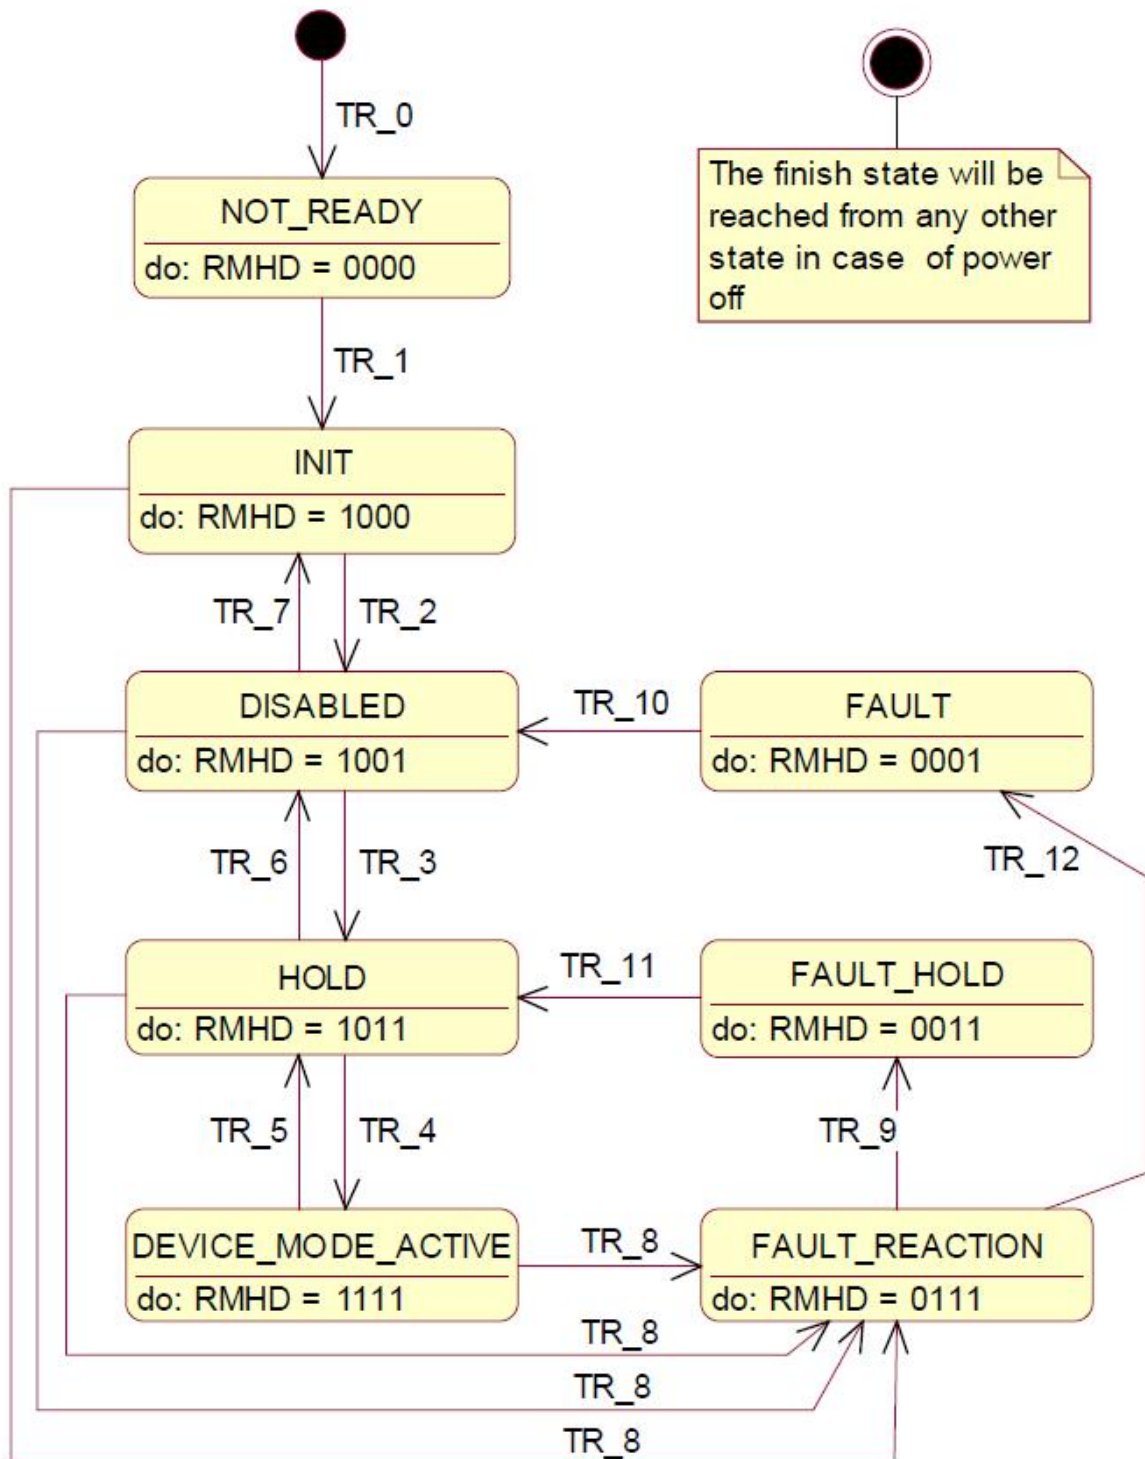 TR_0
The finish state will be
reached from any other
state in case of power
off
NOT_READY
do: RMHD = 0000
TR_1
INIT
do: RMHD = 1000
TR_7
TR_2
DISABLED
do: RMHD = 1001
TR_10
FAULT
do: RMHD = 0001
TR_6
TR_3
TR_12
HOLD
do: RMHD = 1011
TR_11
FAULT_HOLD
do: RMHD = 0011
TR_5
TR_4
TR_9
DEVICE_MODE_ACTIVE
do: RMHD = 1111
TR_8
FAULT_REACTION
do: RMHD = 0111
TR_8
TR_8
TR_8